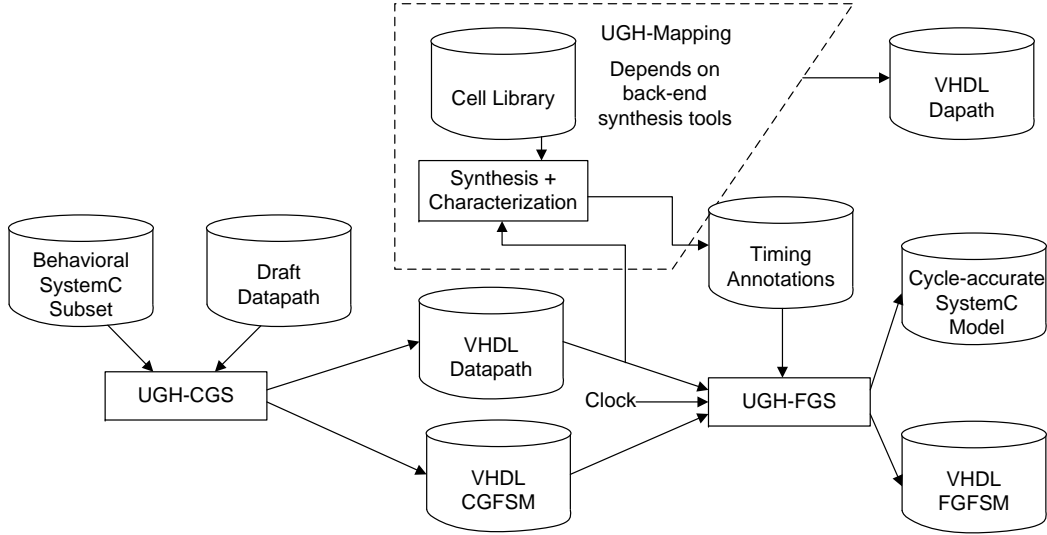 UGH-Mapping
Depends on
back-end
synthesis tools
Cell Library
VHDL
Dapath
Synthesis +
Characterization
Behavioral
SystemC
Subset
Draft
Datapath
Timing
Annotations
Cycle-accurate
SystemC
Model
VHDL
Datapath
UGH-CGS
Clock
UGH-FGS
VHDL
CGFSM
VHDL
FGFSM